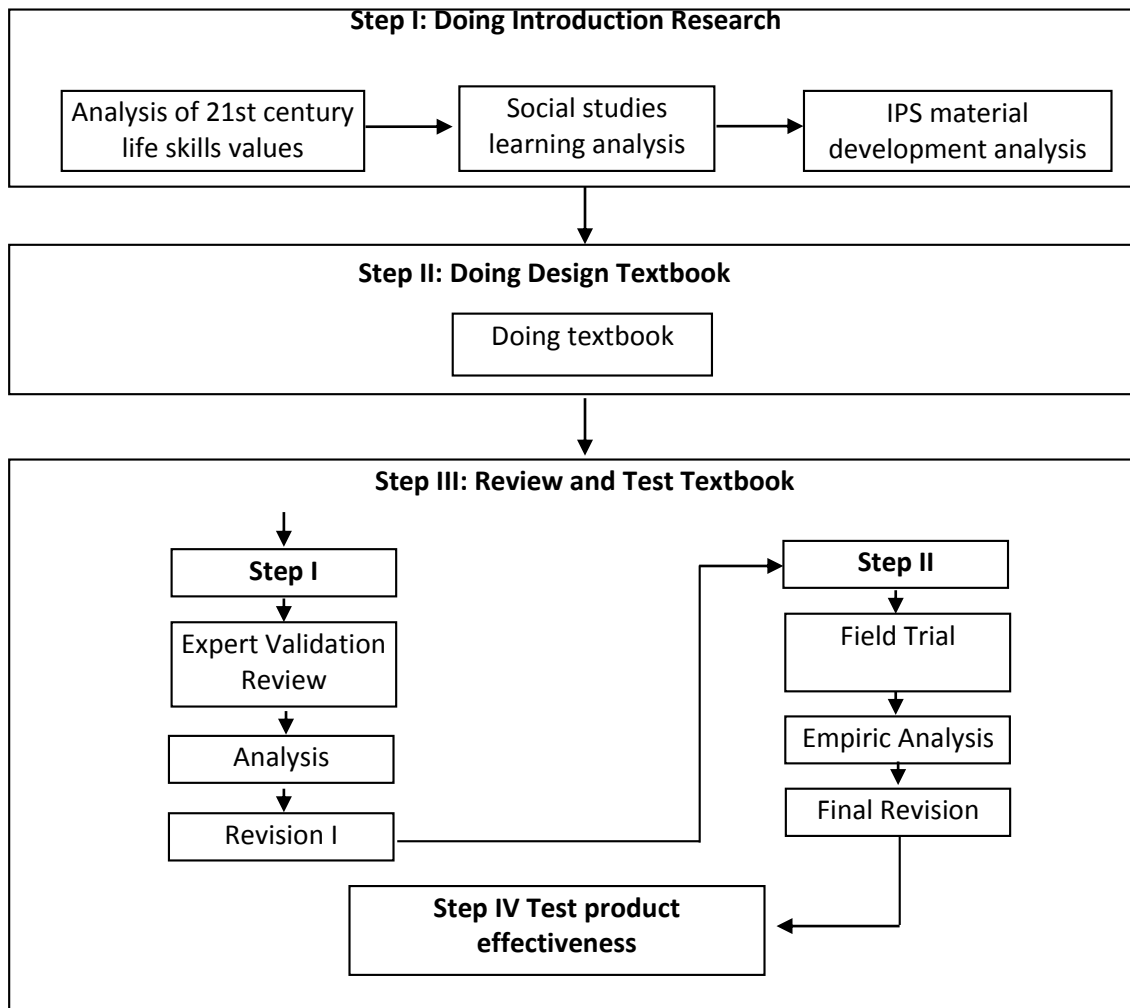 Step I: Doing Introduction Research
Analysis of 21st century
life skills values
Social studies
learning analysis
IPS material
development analysis
Step II: Doing Design Textbook
Doing textbook
Step III: Review and Test Textbook
Step I
Expert Validation
Review
Analysis
Revision I
Step II
Field Trial
Empiric Analysis
Final Revision
Step IV Test product
effectiveness